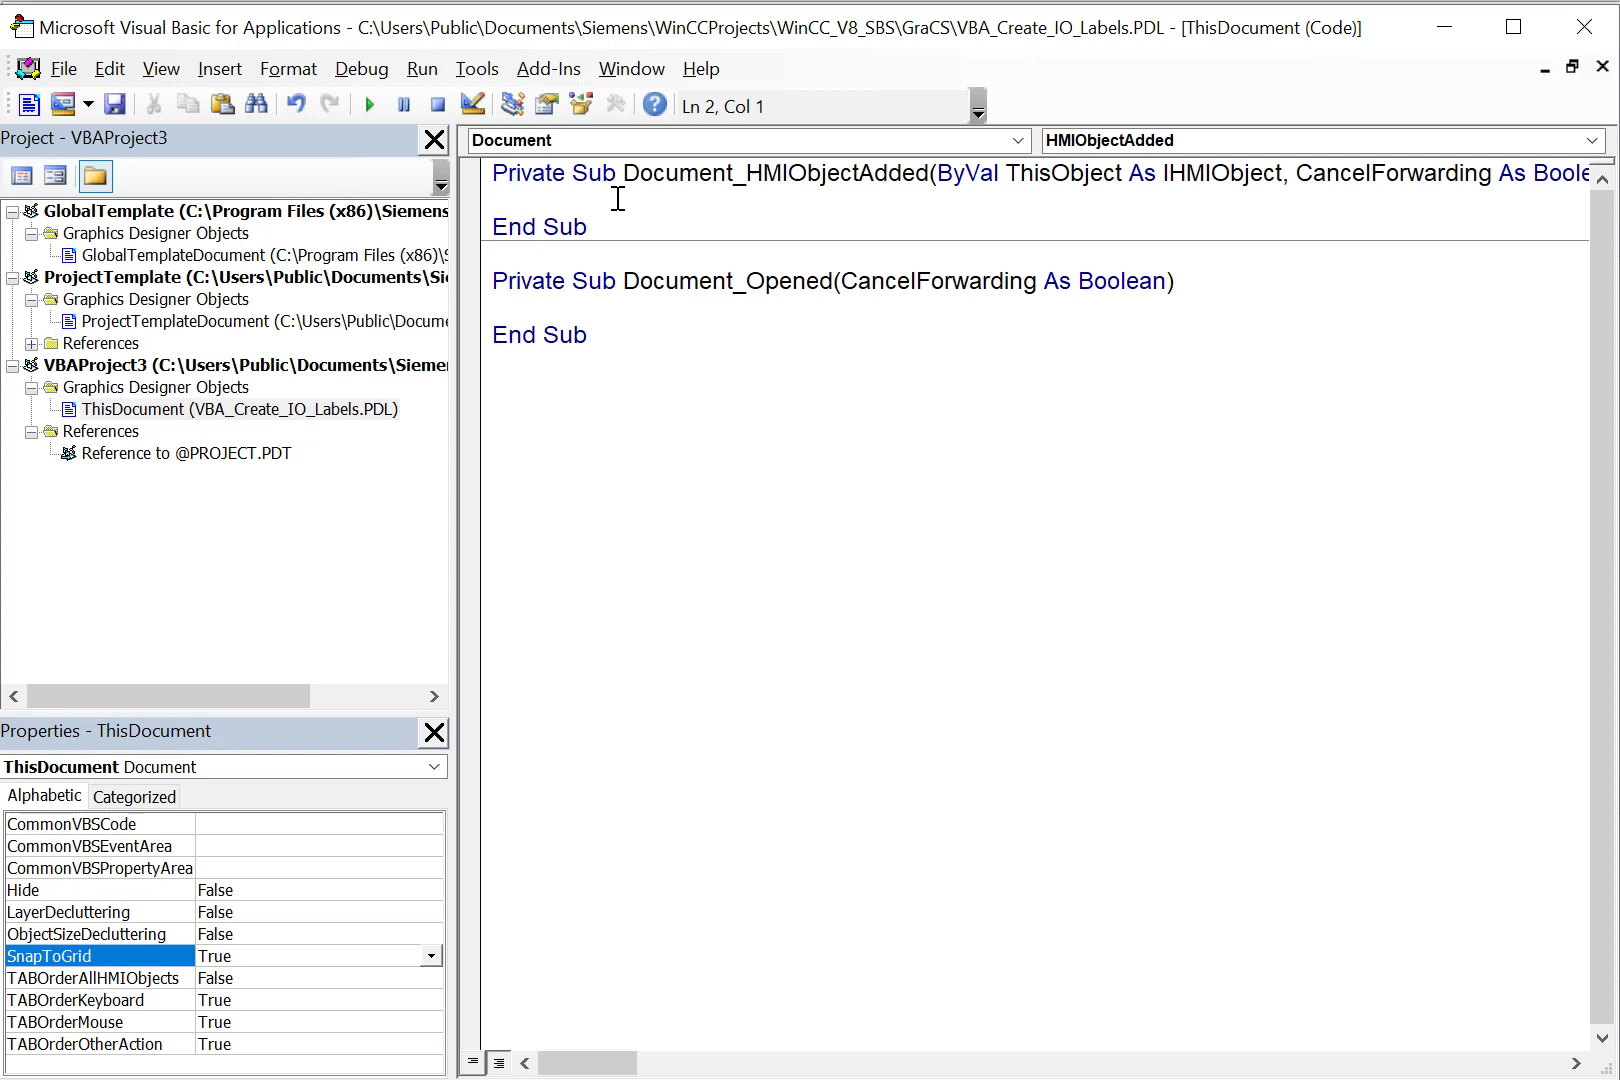 Microsoft Visual Basic for Applications - C:\Users\Public\Documents\Siemens\WinCCProjects\WinCC_V8_SBS\GraCS\VBA_Create_IO_Labels.PDL - [ThisDocument (Code)]
File Edit View Insert Format Debug Run Tools Add-Ins Window Help
Ln 2, Col 1
Project - VBAProject3
GlobalTemplate (C:\Program Files (x86)\Siemens
Graphics Designer Objects
GlobalTemplateDocument (C:\Program Files (x86)\S
ProjectTemplate (C:\Users\Public\Documents\Sie
Graphics Designer Objects
ProjectTemplateDocument (C:\Users\Public\Docume
References
VBAProject3 (C:\Users\Public\Documents\Sieme
Graphics Designer Objects
ThisDocument (VBA_Create_IO_Labels.PDL)
References
Reference to @PROJECT.PDT
Properties - ThisDocument
ThisDocument Document
Alphabetic Categorized
CommonVBSCode
CommonVBSEventArea
CommonVBSPropertyArea
Hide False
LayerDecluttering False
ObjectSizeDecluttering False
SnapToGrid True
TABOrderAllHMIObjects False
TABOrderKeyboard True
TABOrderMouse True
TABOrderOtherAction True
Document HMIObjectAdded
Private Sub Document_HMIObjectAdded(ByVal ThisObject As IHMIObject, CancelForwarding As Boole
End Sub
Private Sub Document_Opened(CancelForwarding As Boolean)
End Sub